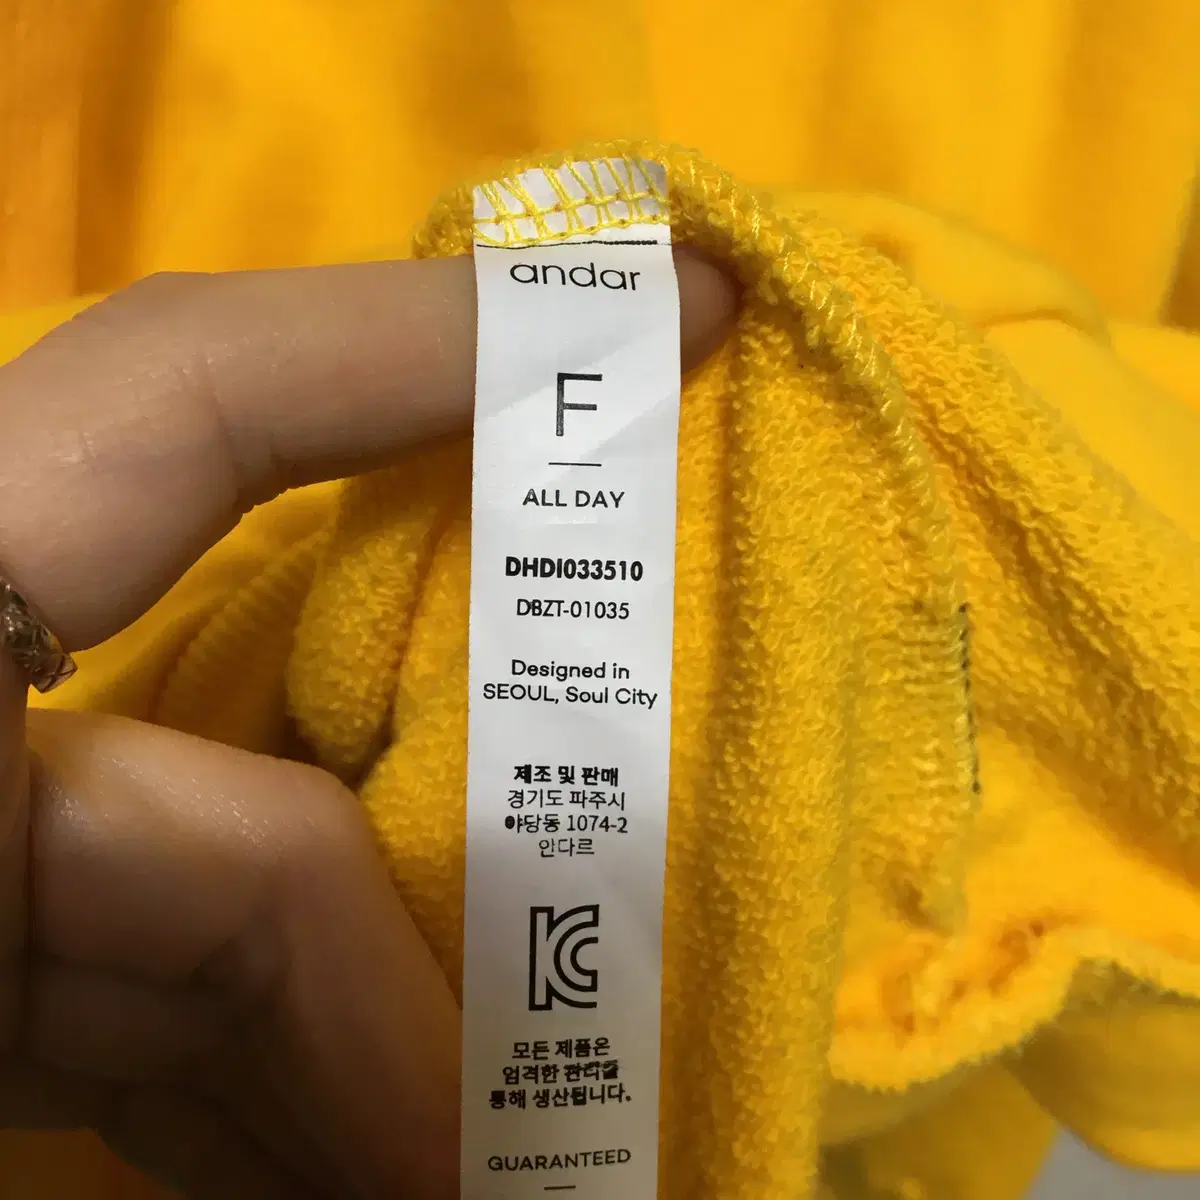 andar
F
ALL DAY
DHDI033510
DBZT-01035
Designed in
SEOUL, Soul City
제조 및 판매
경기도 파주시
야당동 1074-2
안다르
KC
모든 제품은
엄격한 관리를
통해 생산됩니다.
GUARANTEED